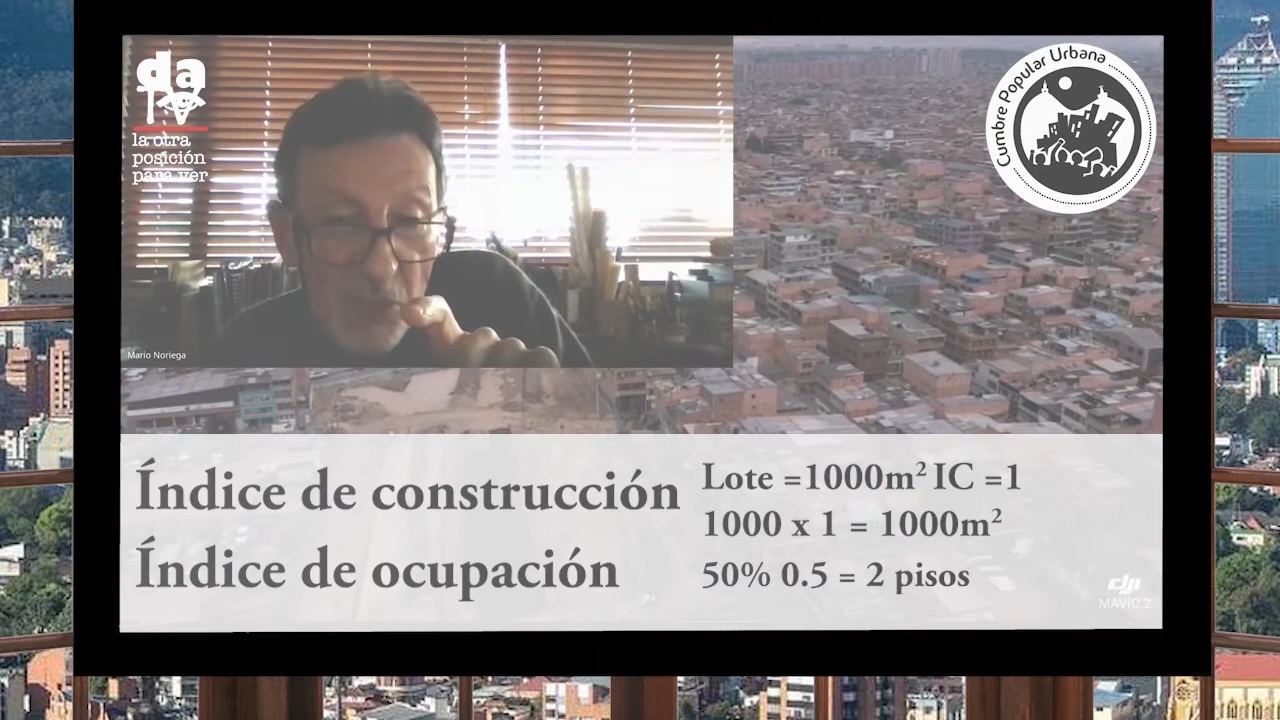 da
la otra
posición
para ver
Cumbre Popular Urbana
Mario Noriega
Índice de construcción
Índice de ocupación
Lote =1000m² IC =1
1000 x 1 = 1000m²
50% 0.5 = 2 pisos
dji
MAVIC 2